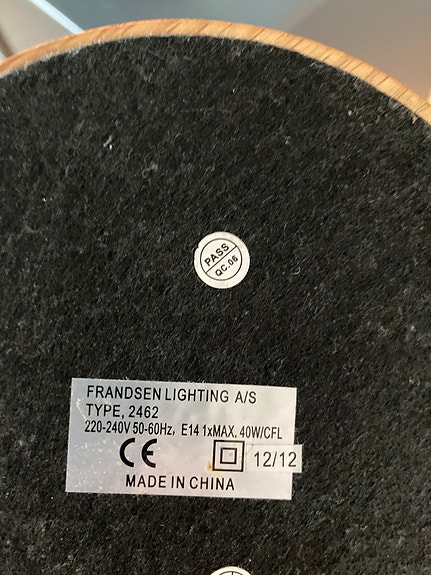 PASS
QC.06
FRANDSEN LIGHTING A/S
TYPE, 2462
220-240V 50-60Hz, E14 1xMAX. 40W/CFL
CE 12/12
MADE IN CHINA